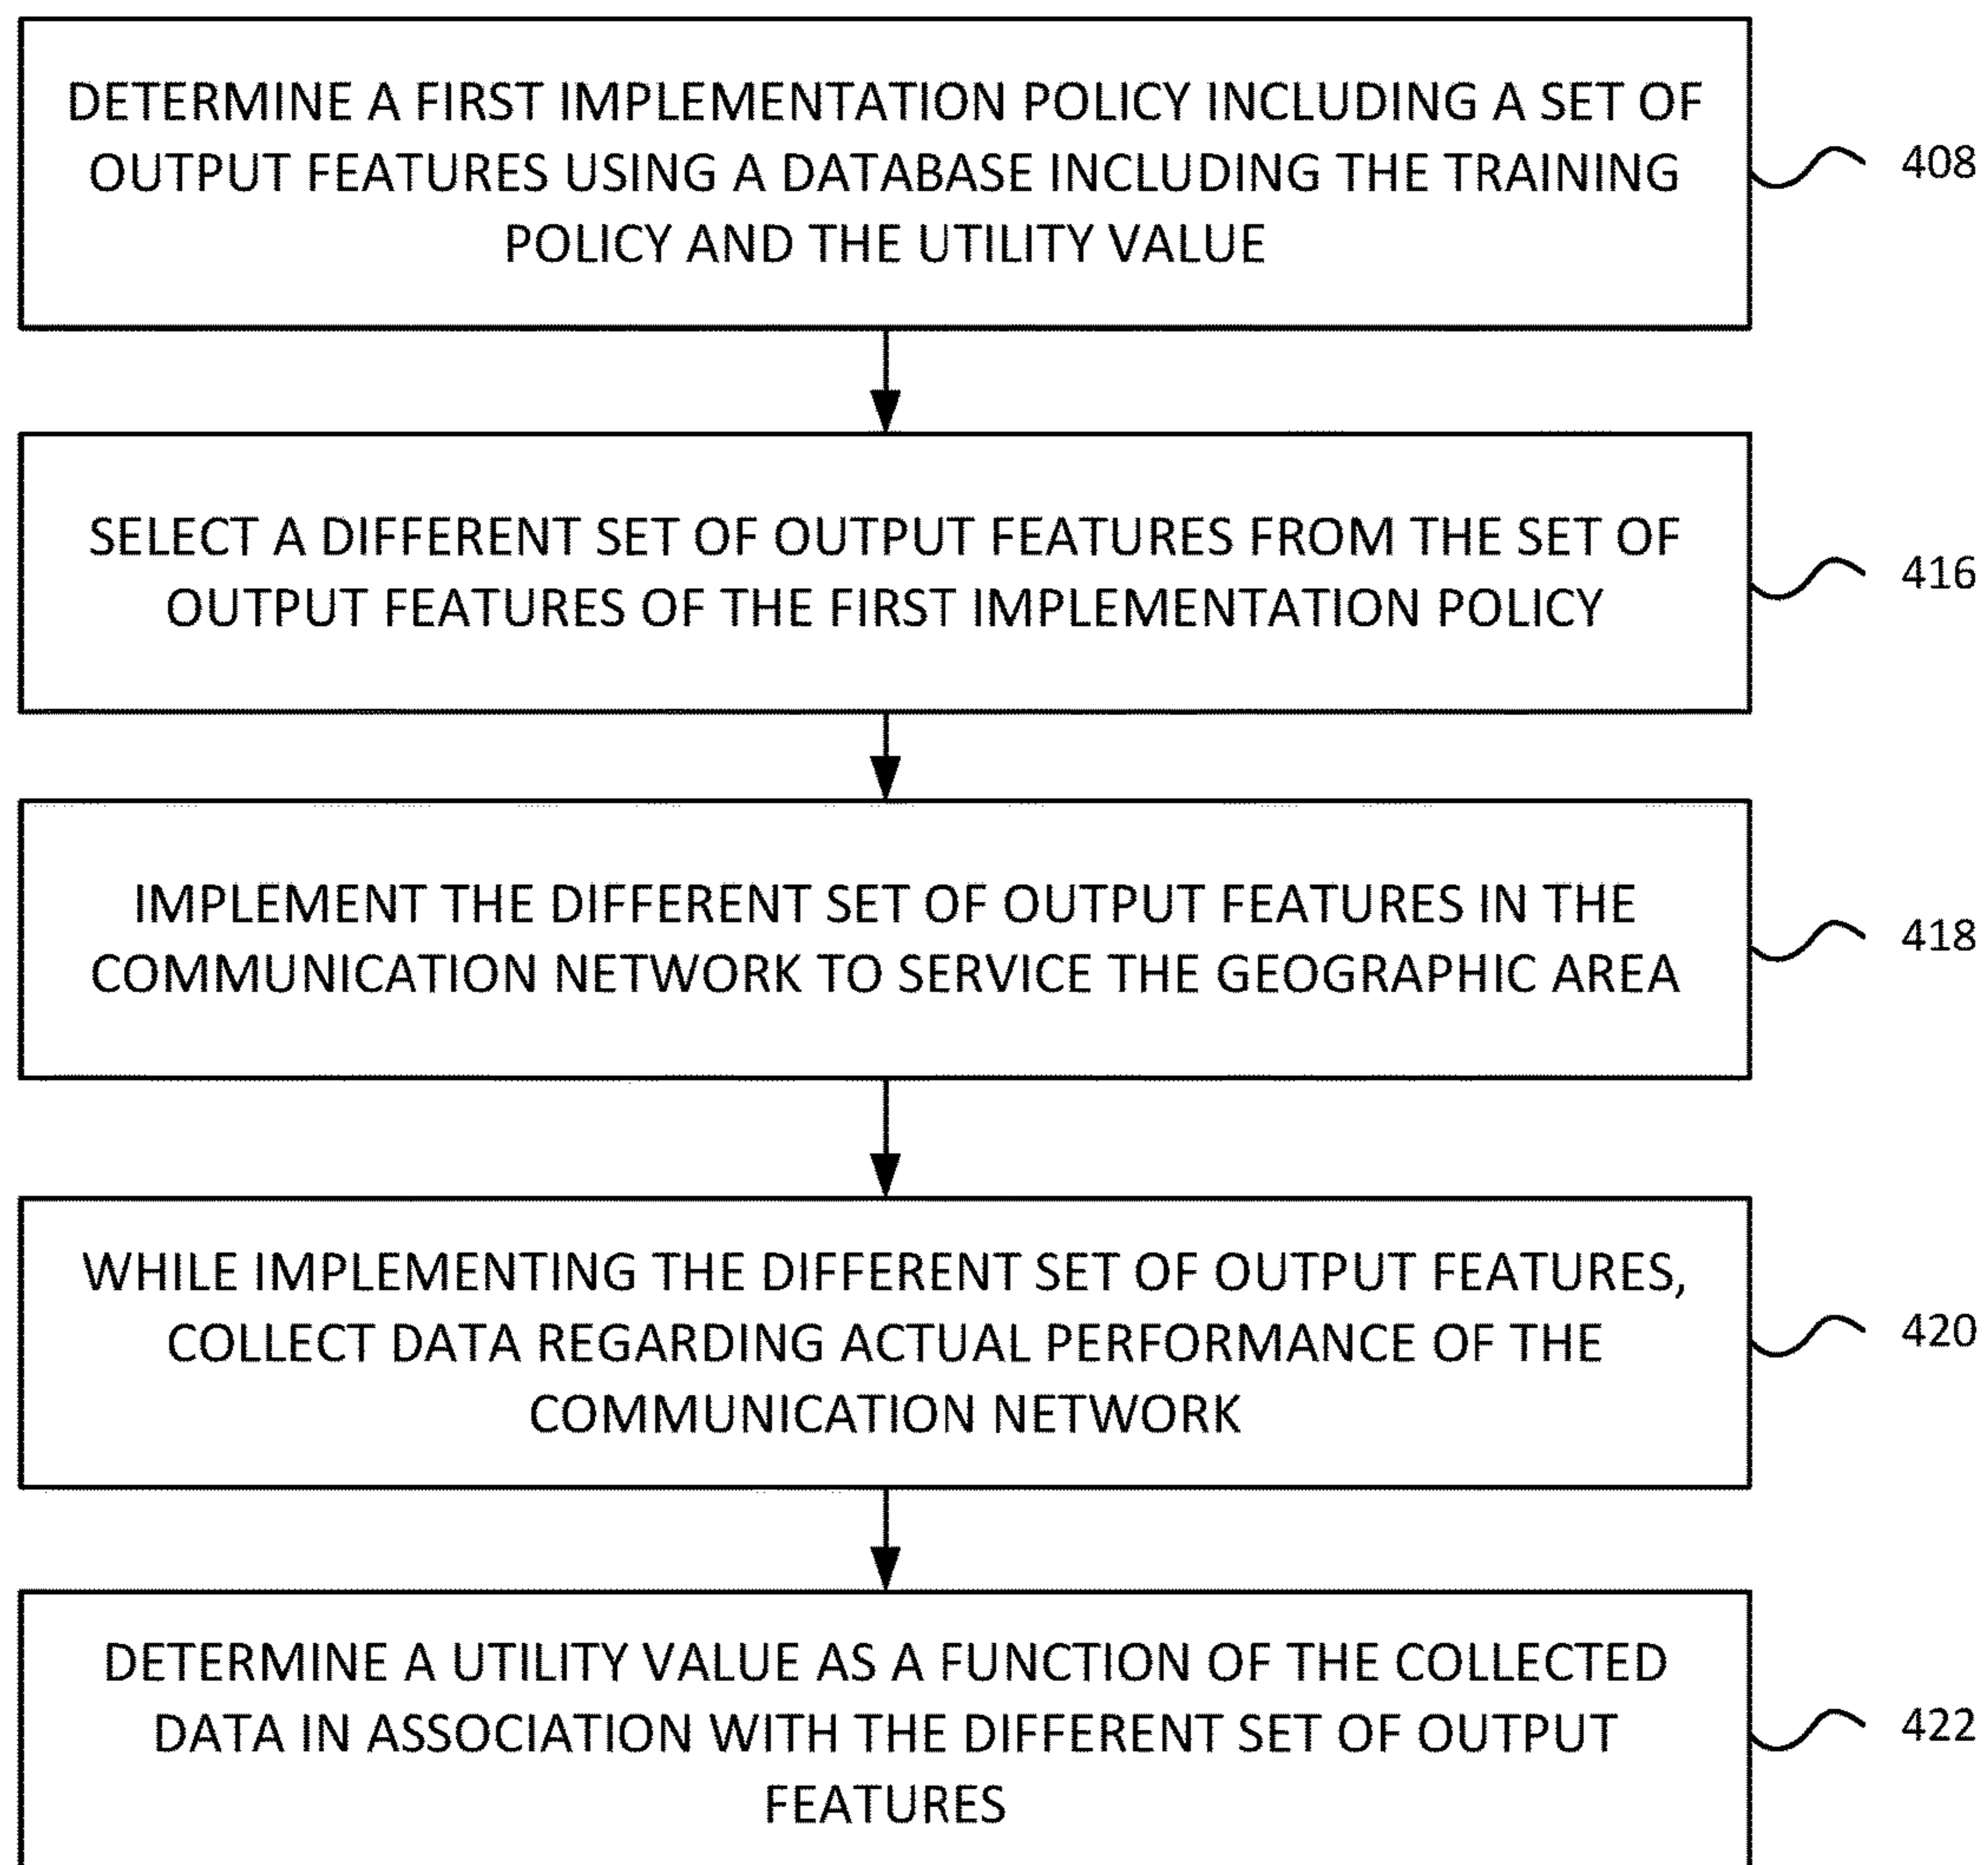 DETERMINE A FIRST IMPLEMENTATION POLICY INCLUDING A SET OF
OUTPUT FEATURES USING A DATABASE INCLUDING THE TRAINING
POLICY AND THE UTILITY VALUE
408
SELECT A DIFFERENT SET OF OUTPUT FEATURES FROM THE SET OF
OUTPUT FEATURES OF THE FIRST IMPLEMENTATION POLICY
416
IMPLEMENT THE DIFFERENT SET OF OUTPUT FEATURES IN THE
COMMUNICATION NETWORK TO SERVICE THE GEOGRAPHIC AREA
418
WHILE IMPLEMENTING THE DIFFERENT SET OF OUTPUT FEATURES,
COLLECT DATA REGARDING ACTUAL PERFORMANCE OF THE
COMMUNICATION NETWORK
420
DETERMINE A UTILITY VALUE AS A FUNCTION OF THE COLLECTED
DATA IN ASSOCIATION WITH THE DIFFERENT SET OF OUTPUT
FEATURES
422